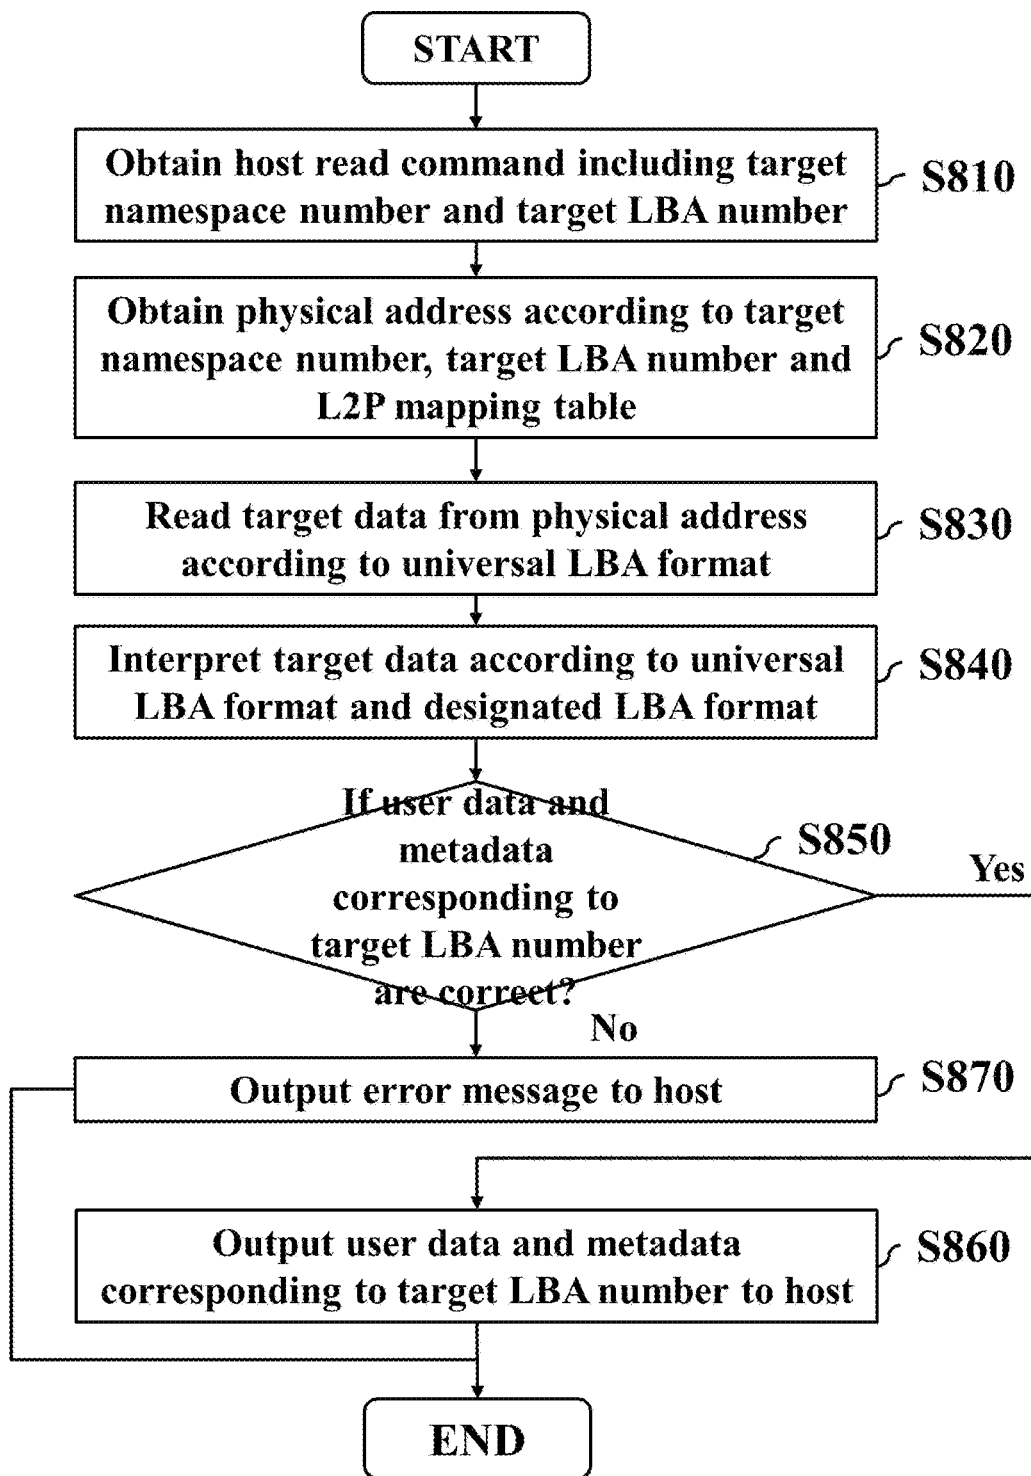 START
Obtain host read command including target
namespace number and target LBA number
S810
Obtain physical address according to target
namespace number, target LBA number and
L2P mapping table
S820
Read target data from physical address
according to universal LBA format
S830
Interpret target data according to universal
LBA format and designated LBA format
S840
If user data and
metadata
corresponding to
target LBA number
are correct?
S850
Yes
No
Output error message to host
S870
Output user data and metadata
corresponding to target LBA number to host
S860
END